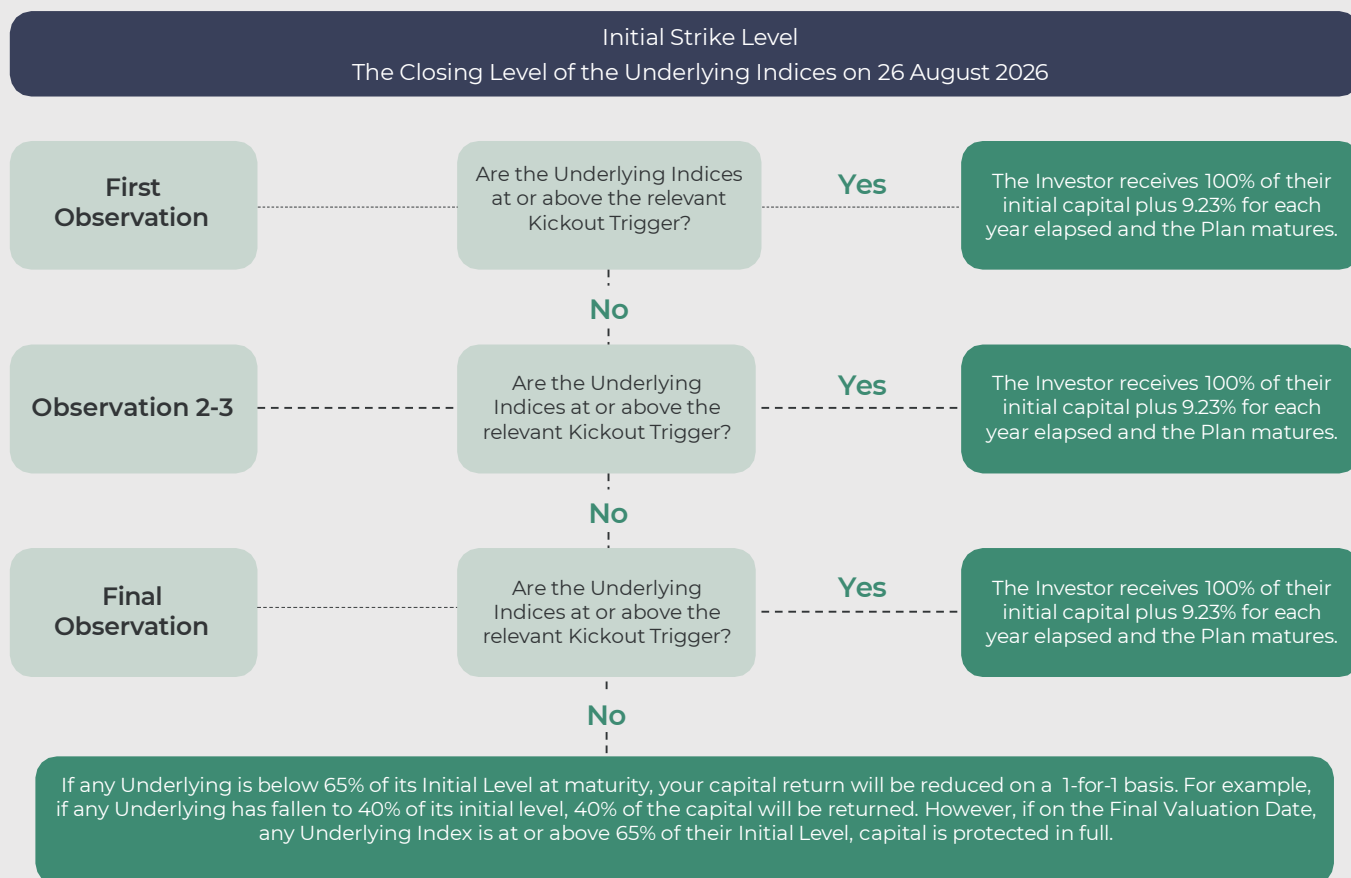 Initial Strike Level
The Closing Level of the Underlying Indices on 26 August 2026
First
Observation
Are the Underlying Indices
at or above the relevant
Kickout Trigger?
Yes
The Investor receives 100% of their
initial capital plus 9.23% for each
year elapsed and the Plan matures.
No
Observation 2-3
Are the Underlying
Indices at or above the
relevant Kickout Trigger?
Yes
The Investor receives 100% of their
initial capital plus 9.23% for each
year elapsed and the Plan matures.
No
Final
Observation
Are the Underlying
Indices at or above the
relevant Kickout Trigger?
Yes
The Investor receives 100% of their
initial capital plus 9.23% for each
year elapsed and the Plan matures.
No
If any Underlying is below 65% of its Initial Level at maturity, your capital return will be reduced on a 1-for-1 basis. For example,
if any Underlying has fallen to 40% of its initial level, 40% of the capital will be returned. However, if on the Final Valuation Date,
any Underlying Index is at or above 65% of their Initial Level, capital is protected in full.